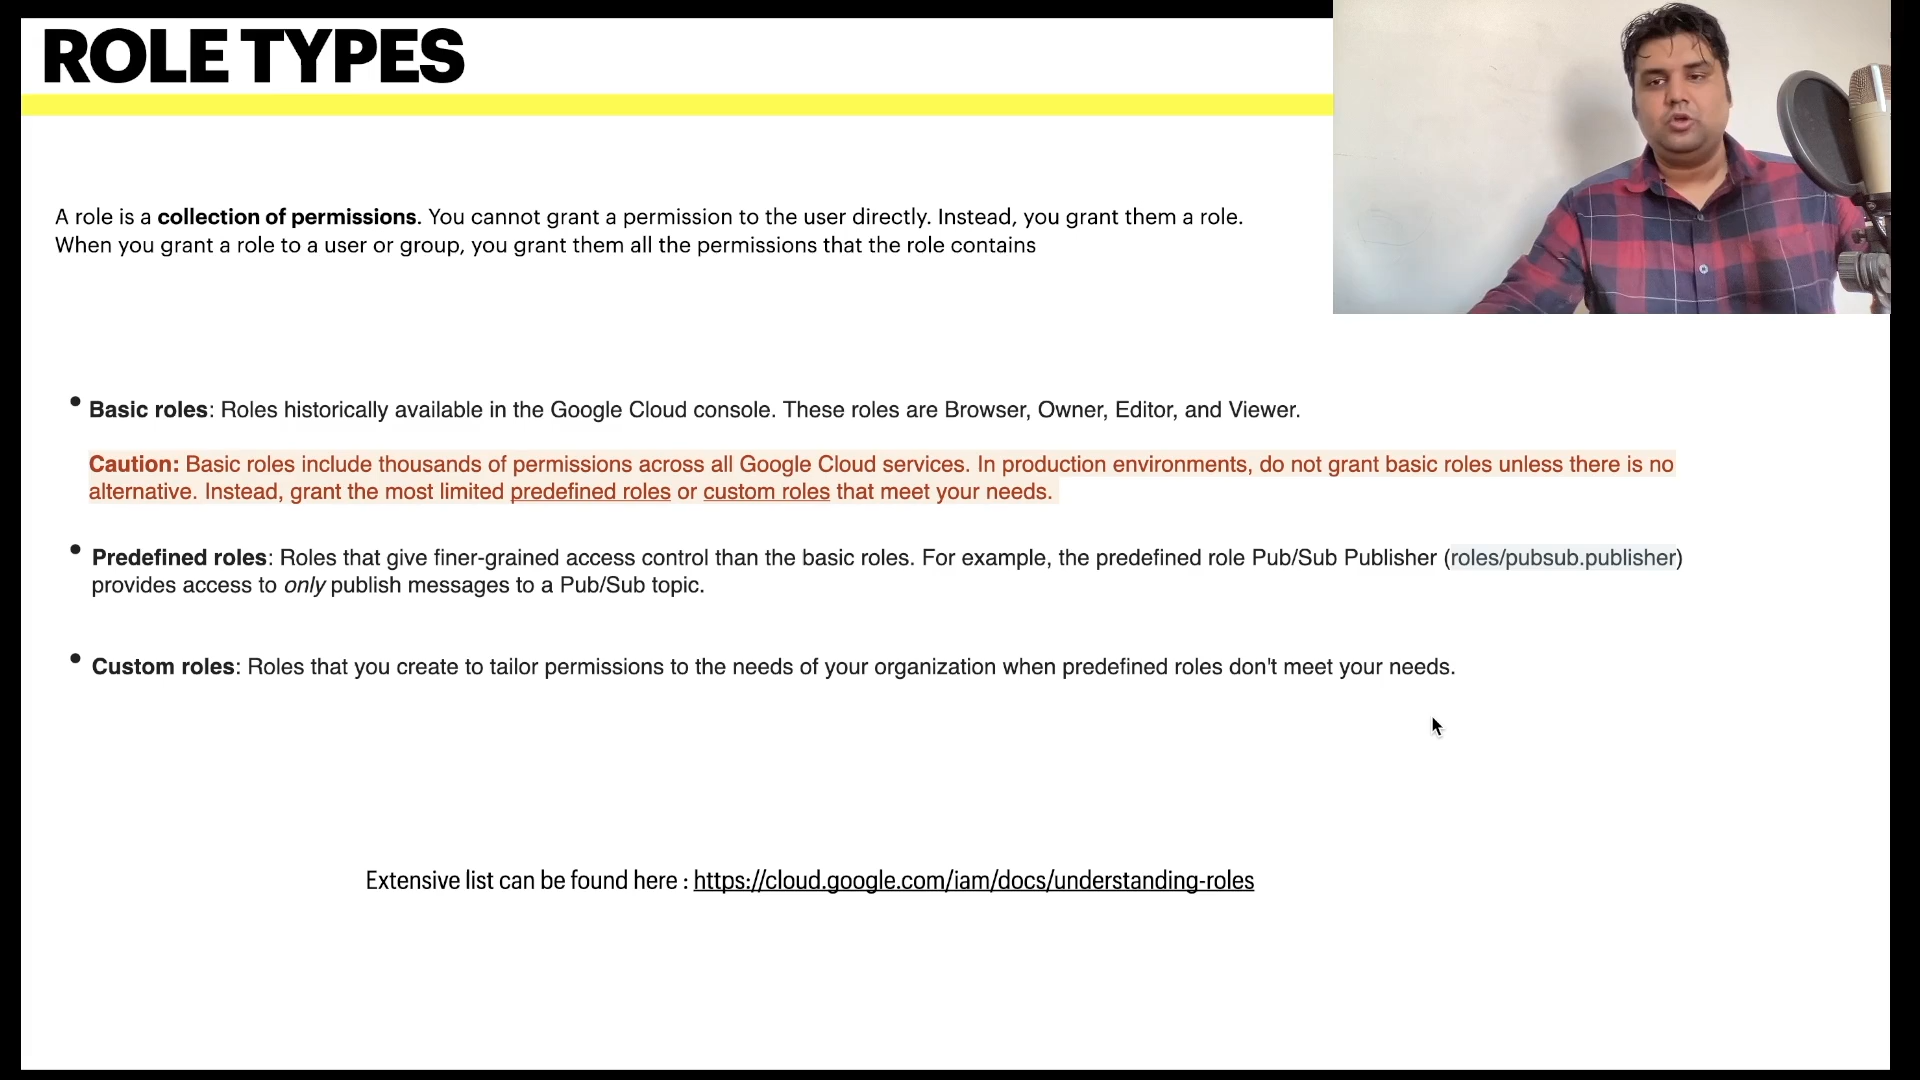 ROLE TYPES
A role is a collection of permissions. You cannot grant a permission to the user directly. Instead, you grant them a role.
When you grant a role to a user or group, you grant them all the permissions that the role contains
• Basic roles: Roles historically available in the Google Cloud console. These roles are Browser, Owner, Editor, and Viewer.
Caution: Basic roles include thousands of permissions across all Google Cloud services. In production environments, do not grant basic roles unless there is no
alternative. Instead, grant the most limited predefined roles or custom roles that meet your needs.
• Predefined roles: Roles that give finer-grained access control than the basic roles. For example, the predefined role Pub/Sub Publisher (roles/pubsub.publisher)
provides access to only publish messages to a Pub/Sub topic.
• Custom roles: Roles that you create to tailor permissions to the needs of your organization when predefined roles don't meet your needs.
Extensive list can be found here : https://cloud.google.com/iam/docs/understanding-roles